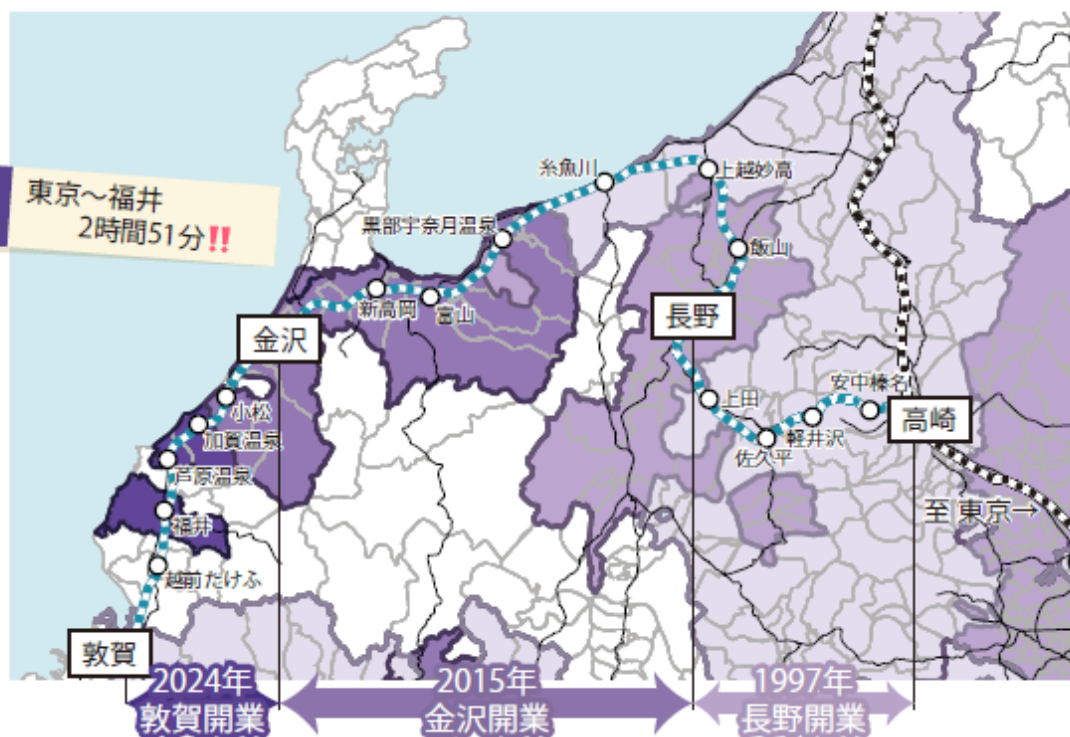 東京～福井
2時間51分!!
糸魚川
上越妙高
黒部宇奈月温泉
飯山
新高岡
富山
長野
金沢
安中榛名
上田
小松
高崎
軽井沢
加賀温泉
佐久平
芦原温泉
至 東京→
福井
越前たけふ
敦賀
2024年
敦賀開業
2015年
金沢開業
1997年
長野開業